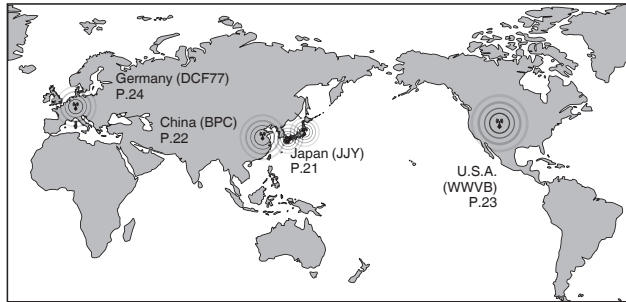 Germany (DCF77)
P.24
China (BPC)
P.22
Japan (JJY)
P.21
U.S.A.
(WWVB)
P.23